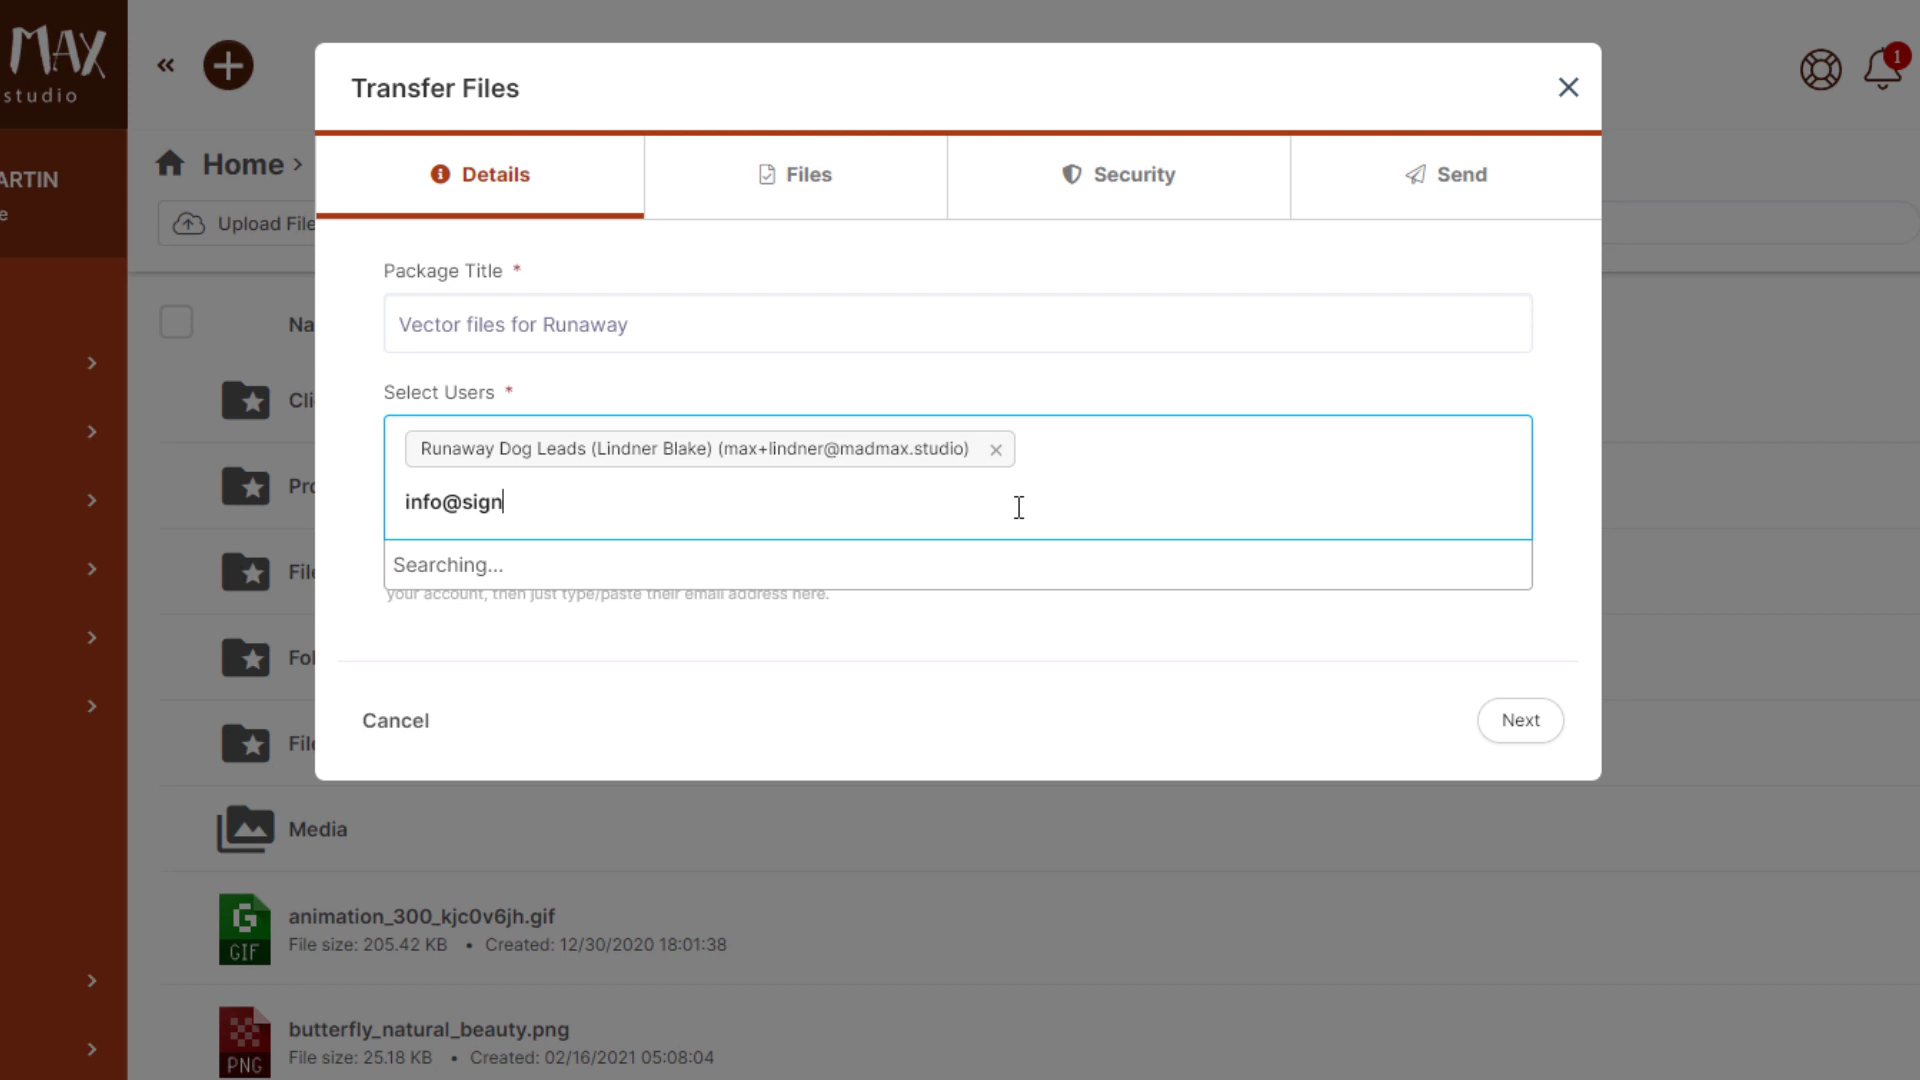 MAX
studio
ARTIN
e
«
Home ›
Upload File
Na
Cli
Pro
File
Fol
File
Media
animation_300_kjc0v6jh.gif
File size: 205.42 KB • Created: 12/30/2020 18:01:38
butterfly_natural_beauty.png
File size: 25.18 KB • Created: 02/16/2021 05:08:04
GIF
PNG
1
Transfer Files
Details
Files
Security
Send
Package Title *
Vector files for Runaway
Select Users *
Runaway Dog Leads (Lindner Blake) (max+lindner@madmax.studio) ×
info@sign
Searching...
your account, then just type/paste their email address here.
Cancel
Next